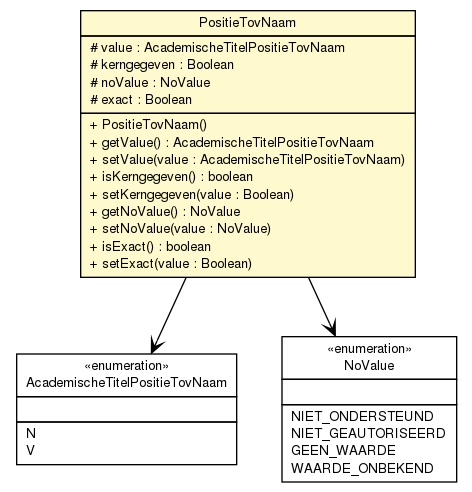 PositieTovNaam
# value : AcademischeTitelPositieTovNaam
# kerngegeven : Boolean
# noValue : NoValue
# exact : Boolean
+ PositieTovNaam()
+ getValue() : AcademischeTitelPositieTovNaam
+ setValue(value : AcademischeTitelPositieTovNaam)
+ isKerngegeven() : boolean
+ setKerngegeven(value : Boolean)
+ getNoValue() : NoValue
+ setNoValue(value : NoValue)
+ isExact() : boolean
+ setExact(value : Boolean)
«enumeration»
AcademischeTitelPositieTovNaam
N
V
«enumeration»
NoValue
NIET_ONDERSTEUND
NIET_GEAUTORISEERD
GEEN_WAARDE
WAARDE_ONBEKEND